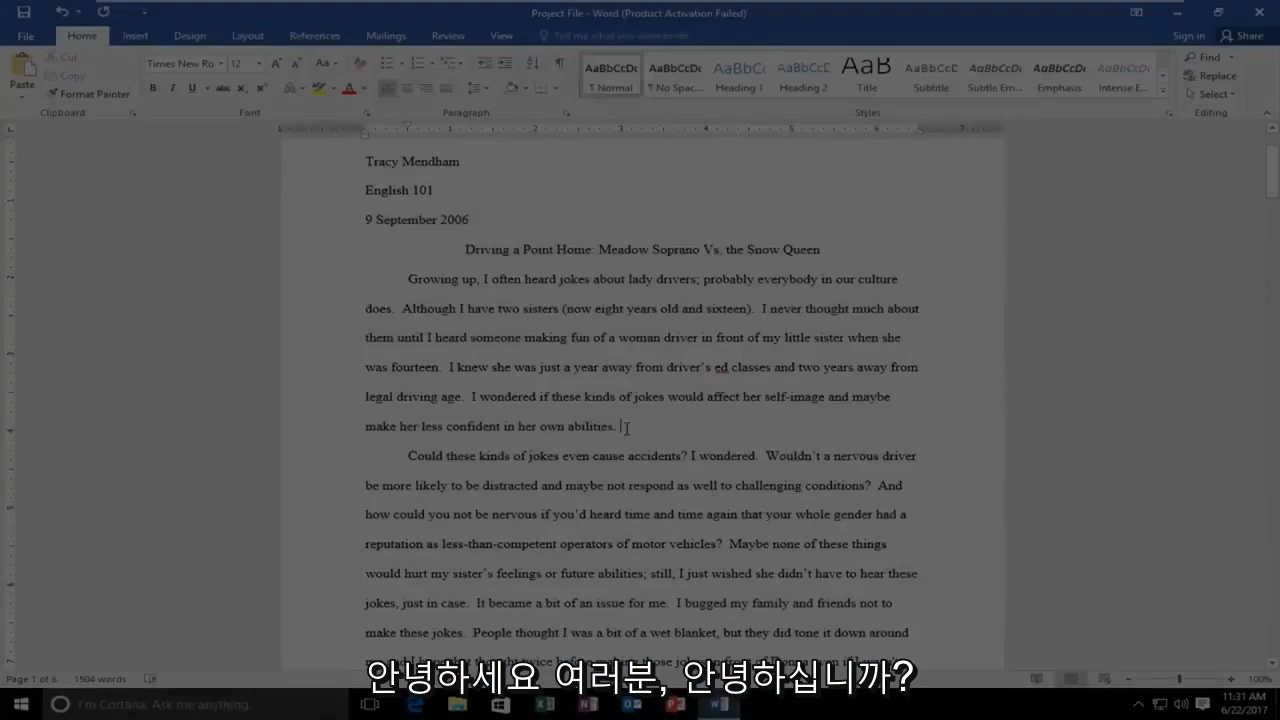 Project File - Word (Product Activation Failed)
File Home Insert Design Layout References Mailings Review View Tell me what you want to do... Sign in Share
Cut
Copy
Paste
Format Painter
Times New Ro 12
AaBbCcDc AaBbCcDc AaBbC( AaBbCcE AaB AaBbCcD AaBbCcDc AaBbCcDc AaBbCcDc
¶ Normal ¶ No Spac... Heading 1 Heading 2 Title Subtitle Subtle Em... Emphasis Intense E...
Find
Replace
Select
Clipboard Font Paragraph Styles Editing
Tracy Mendham
English 101
9 September 2006
Driving a Point Home: Meadow Soprano Vs. the Snow Queen
Growing up, I often heard jokes about lady drivers; probably everybody in our culture
does. Although I have two sisters (now eight years old and sixteen). I never thought much about
them until I heard someone making fun of a woman driver in front of my little sister when she
was fourteen. I knew she was just a year away from driver's ed classes and two years away from
legal driving age. I wondered if these kinds of jokes would affect her self-image and maybe
make her less confident in her own abilities.
Could these kinds of jokes even cause accidents? I wondered. Wouldn't a nervous driver
be more likely to be distracted and maybe not respond as well to challenging conditions? And
how could you not be nervous if you'd heard time and time again that your whole gender had a
reputation as less-than-competent operators of motor vehicles? Maybe none of these things
would hurt my sister's feelings or future abilities; still, I just wished she didn't have to hear these
jokes, just in case. It became a bit of an issue for me. I bugged my family and friends not to
make these jokes. People thought I was a bit of a wet blanket, but they did tone it down around
안녕하세요 여러분, 안녕하십니까?
Page 1 of 6 1504 words 100%
I'm Cortana. Ask me anything.
11:31 AM
6/22/2017